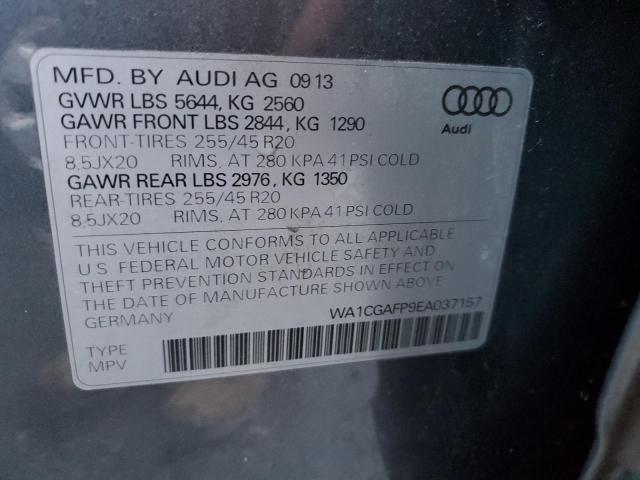 MFD. BY AUDI AG 09 13
GVWR LBS 5644, KG 2560
GAWR FRONT LBS 2844, KG 1290
FRONT-TIRES 255/45 R20
8,5JX20 RIMS, AT 280 KPA 41 PSI COLD
GAWR REAR LBS 2976, KG 1350
REAR-TIRES 255/45 R20
8,5JX20 RIMS, AT 280 KPA 41 PSI COLD
Audi
THIS VEHICLE CONFORMS TO ALL APPLICABLE
U.S. FEDERAL MOTOR VEHICLE SAFETY AND
THEFT PREVENTION STANDARDS IN EFFECT ON
THE DATE OF MANUFACTURE SHOWN ABOVE.
GERMANY
WA1CGAFP9EA037157
TYPE
MPV